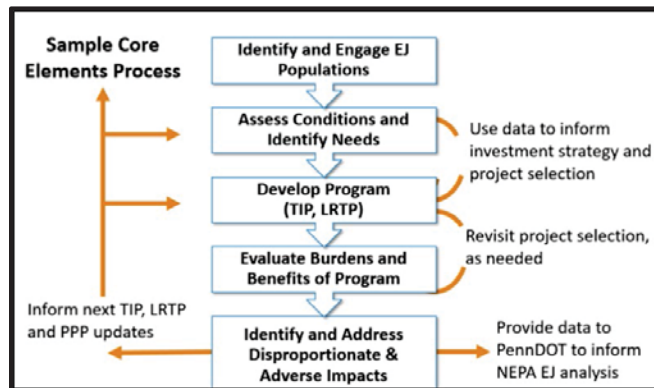 Sample Core
Elements Process
Identify and Engage EJ
Populations
Assess Conditions and
Identify Needs
Use data to inform
investment strategy and
project selection
Develop Program
(TIP, LRTP)
Revisit project selection,
as needed
Evaluate Burdens and
Benefits of Program
Inform next TIP, LRTP
and PPP updates
Identify and Address
Disproportionate &
Adverse Impacts
Provide data to
PennDOT to inform
NEPA EJ analysis